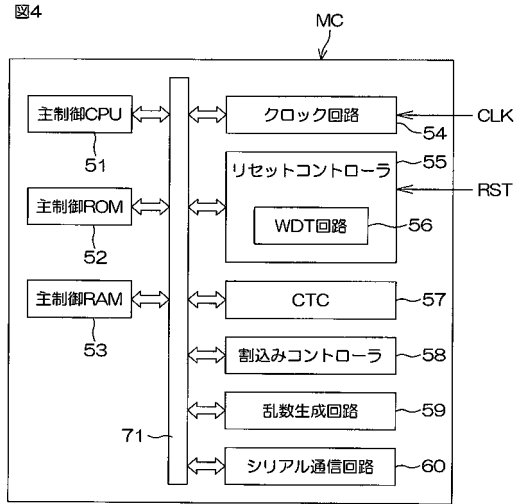 図4
MC
主制御CPU
51
主制御ROM
52
主制御RAM
53
71
クロック回路
54
CLK
リセットコントローラ
55
RST
WDT回路
56
CTC
57
割込みコントローラ
58
乱数生成回路
59
シリアル通信回路
60